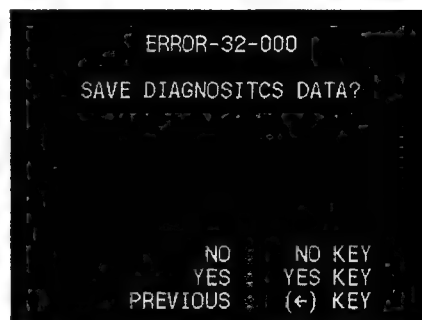 ERROR-32-000
SAVE DIAGNOSITCS DATA?
NO : NO KEY
YES : YES KEY
PREVIOUS : (←) KEY